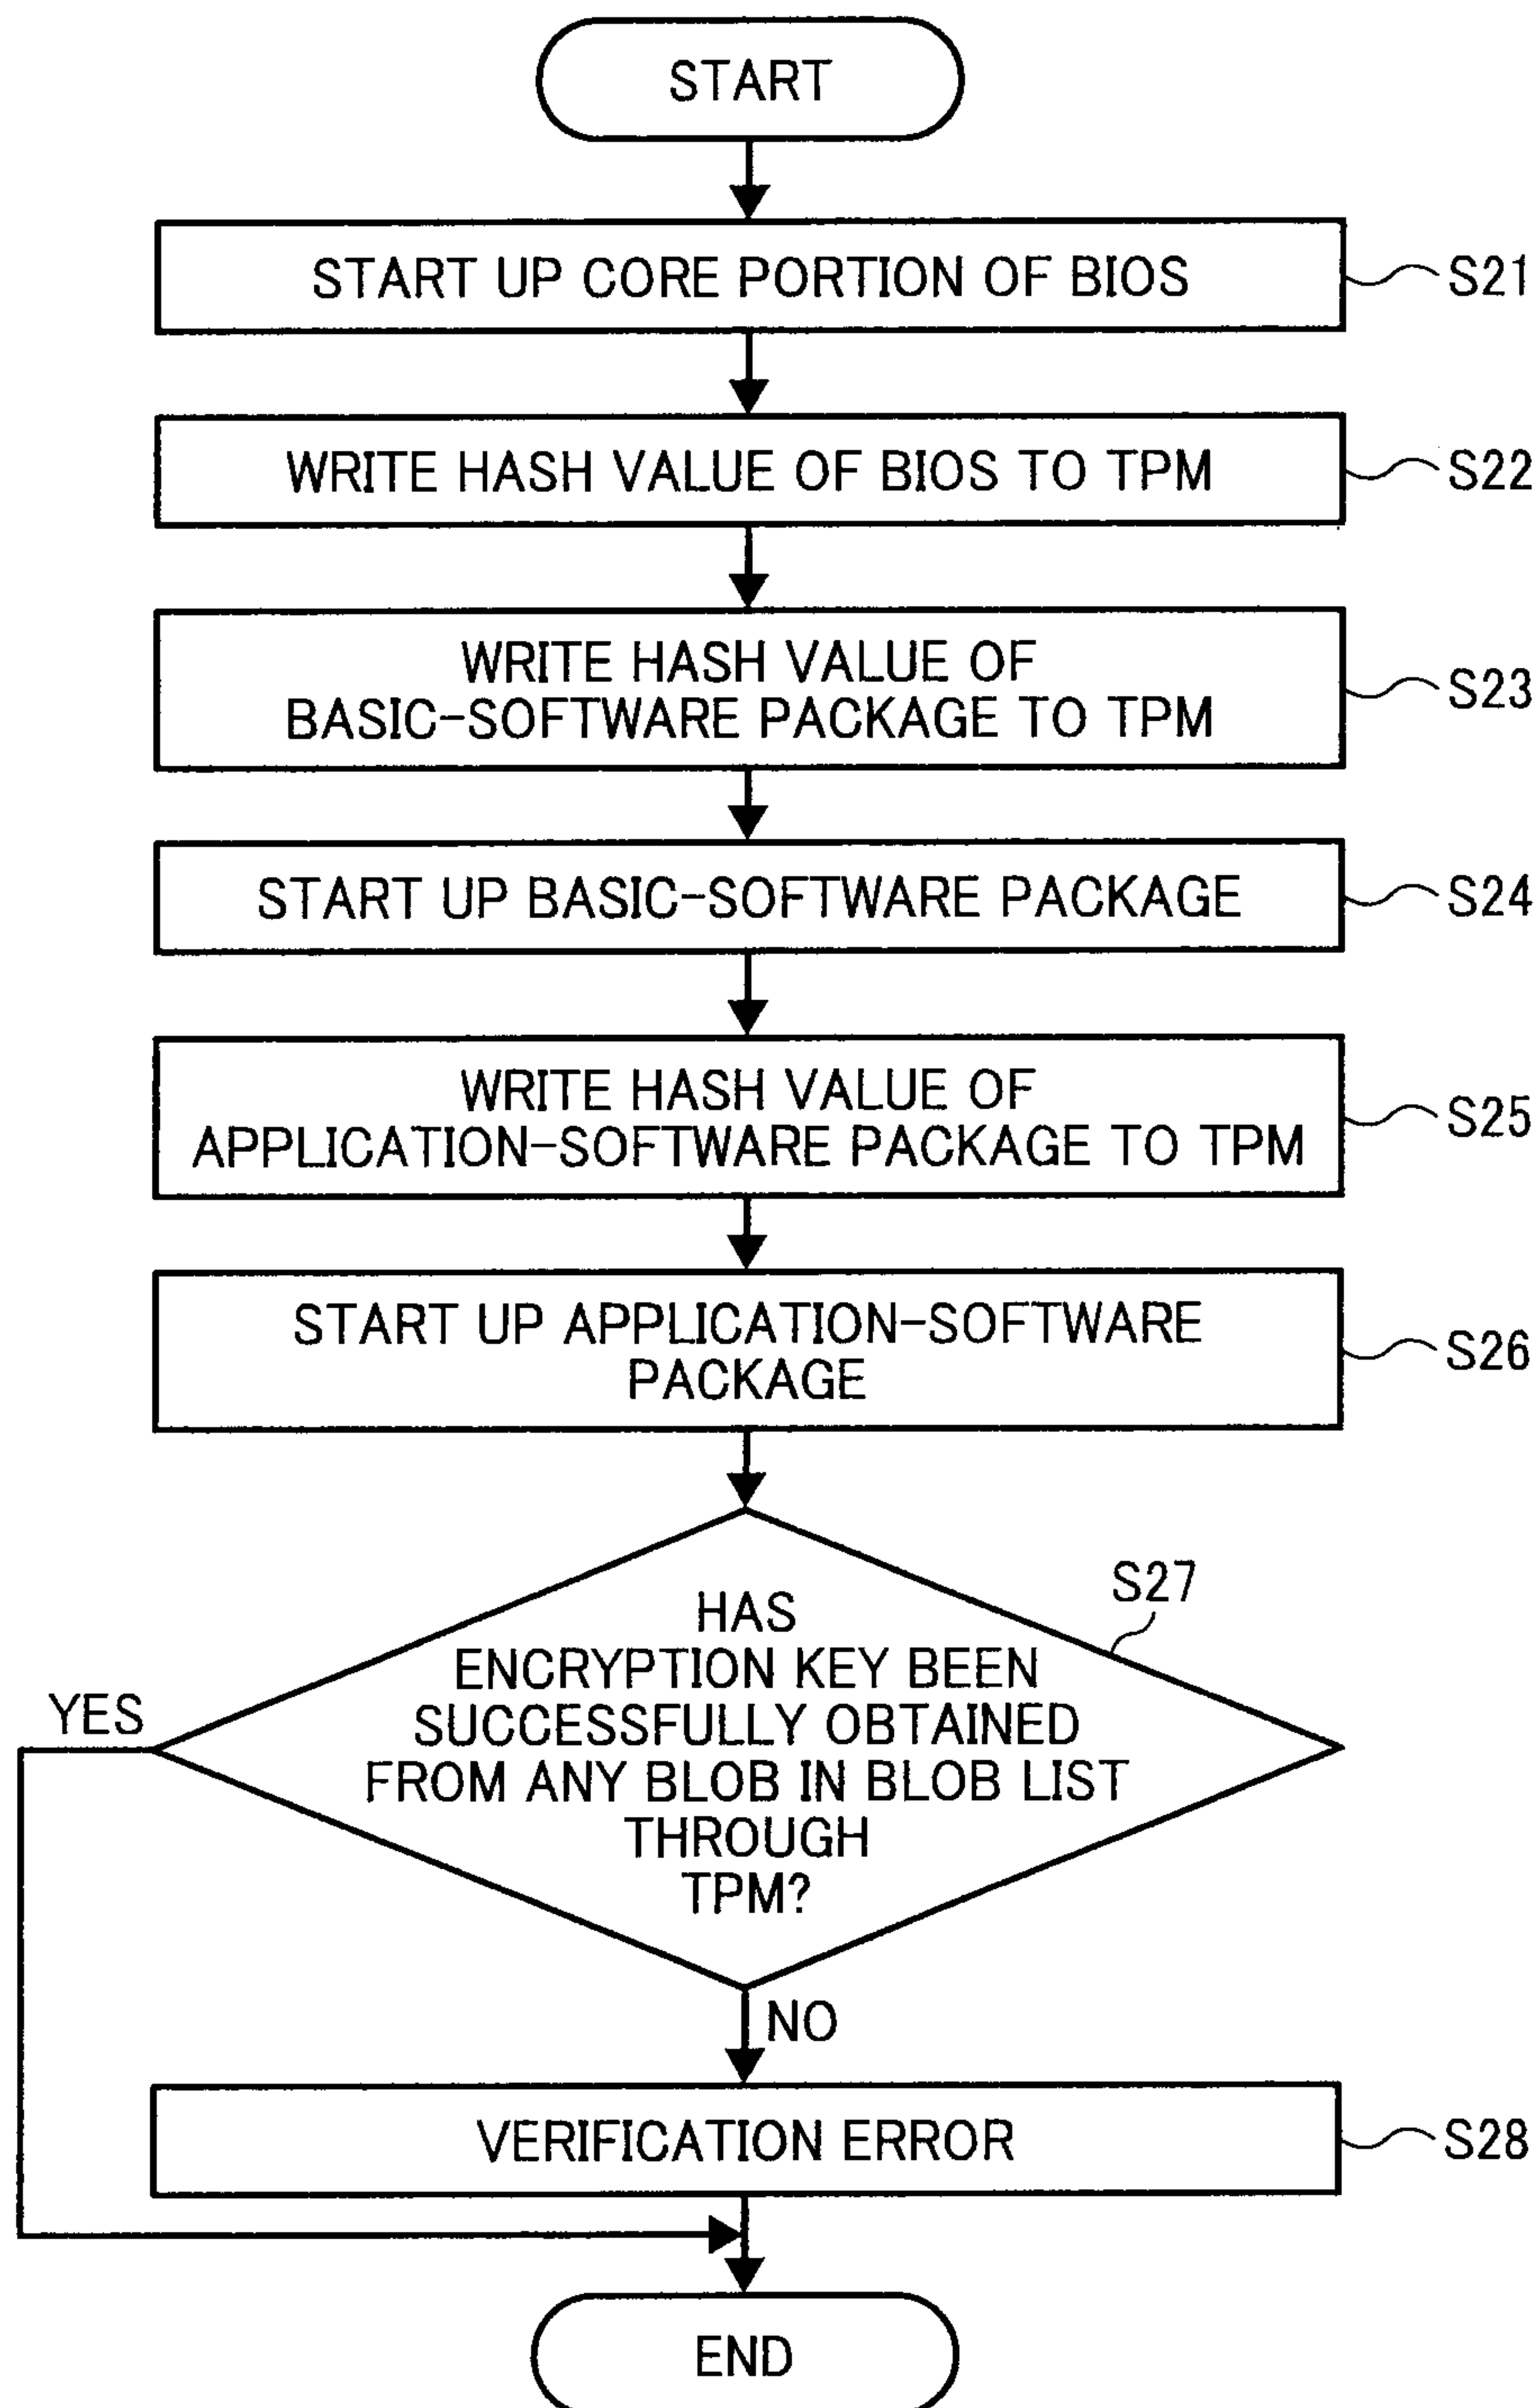 START
START UP CORE PORTION OF BIOS
S21
WRITE HASH VALUE OF BIOS TO TPM
S22
WRITE HASH VALUE OF
BASIC-SOFTWARE PACKAGE TO TPM
S23
START UP BASIC-SOFTWARE PACKAGE
S24
WRITE HASH VALUE OF
APPLICATION-SOFTWARE PACKAGE TO TPM
S25
START UP APPLICATION-SOFTWARE
PACKAGE
S26
S27
HAS
ENCRYPTION KEY BEEN
SUCCESSFULLY OBTAINED
FROM ANY BLOB IN BLOB LIST
THROUGH
TPM?
YES
NO
VERIFICATION ERROR
S28
END